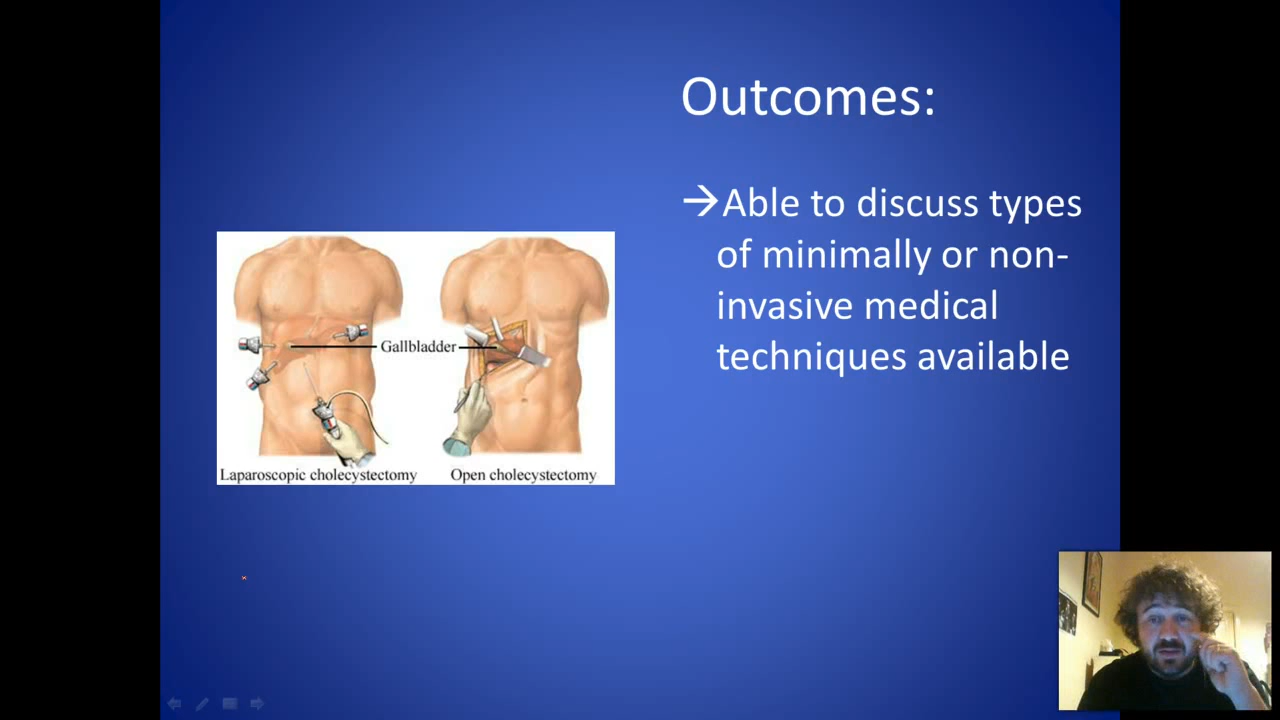 Outcomes:
→Able to discuss types
of minimally or non-
invasive medical
techniques available
Gallbladder
Laparoscopic cholecystectomy
Open cholecystectomy